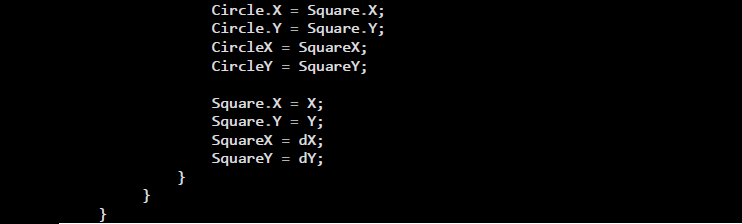 Circle.X = Square.X;
Circle.Y = Square.Y;
CircleX = SquareX;
CircleY = SquareY;
Square.X = X;
Square.Y = Y;
SquareX = dX;
SquareY = dY;
}
}
}